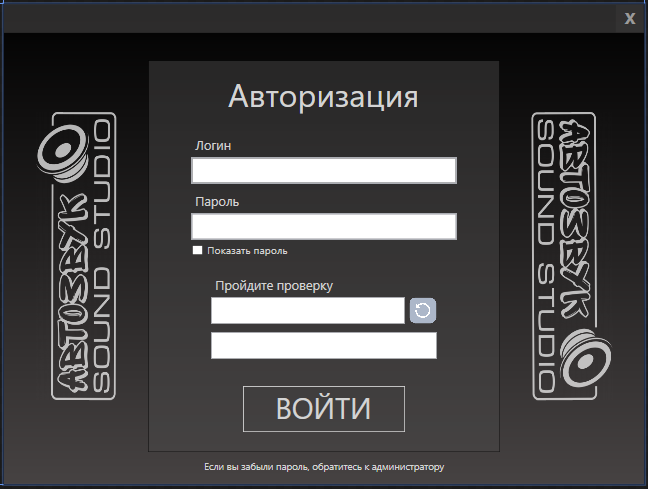 X
Авторизация
Логин
Пароль
Показать пароль
Пройдите проверку
ВОЙТИ
Если вы забыли пароль, обратитесь к администратору
АВТОЗВУК
SOUND STUDIO
АВТОЗВУК
SOUND STUDIO